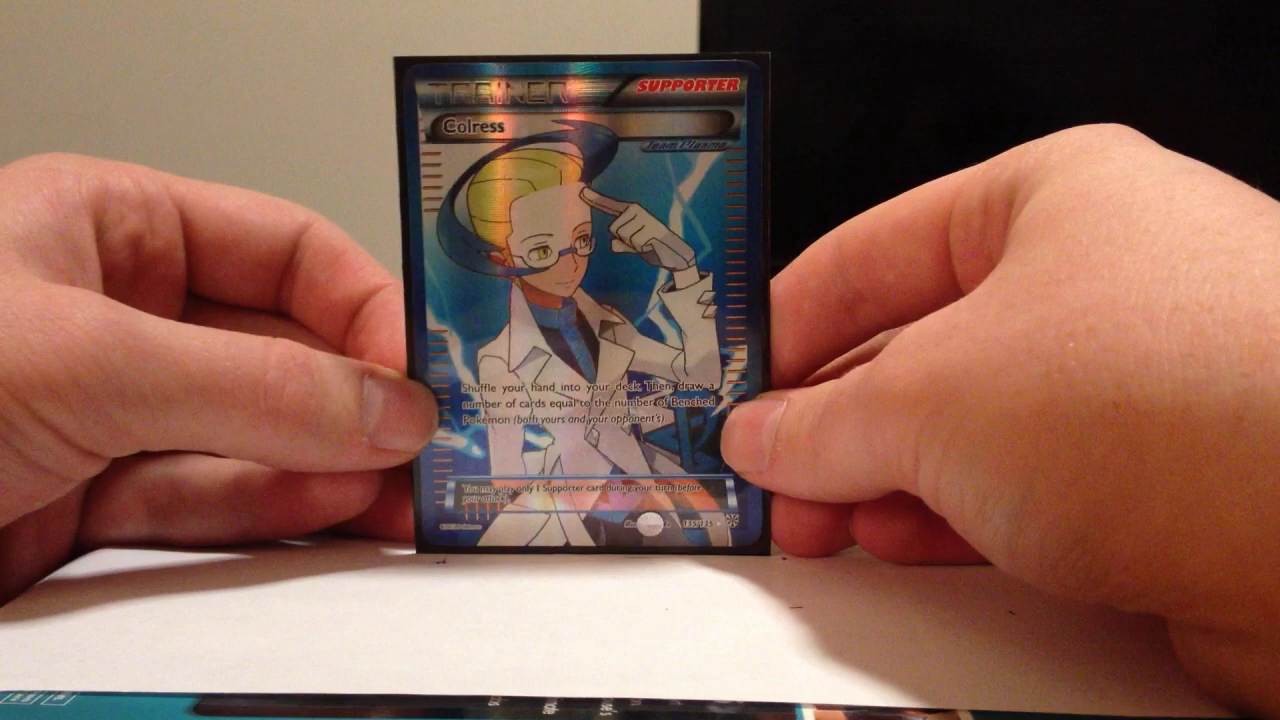 TRAINER SUPPORTER
Colress
Team Plasma
Shuffle your hand into your deck. Then, draw a
number of cards equal to the number of Benched
Pokémon (both yours and your opponent's).
You may play only 1 Supporter card during your turn (before
your attack).
135/135